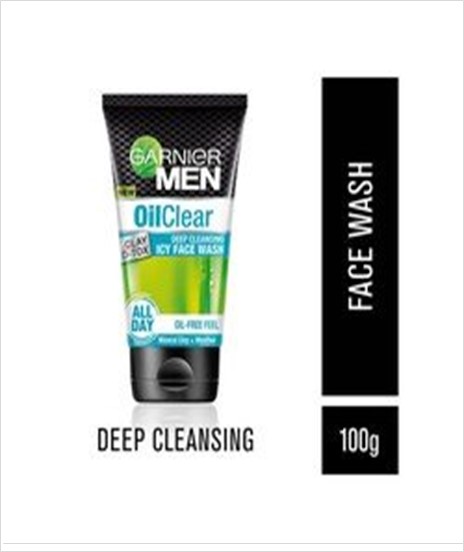 GARNIER
MEN
NEW
OilClear
CLAY
D-TOX
DEEP CLEANSING
ICY FACE WASH
ALL
DAY
OIL-FREE FEEL
Mineral Clay + Menthol
DEEP CLEANSING
FACE WASH
100g